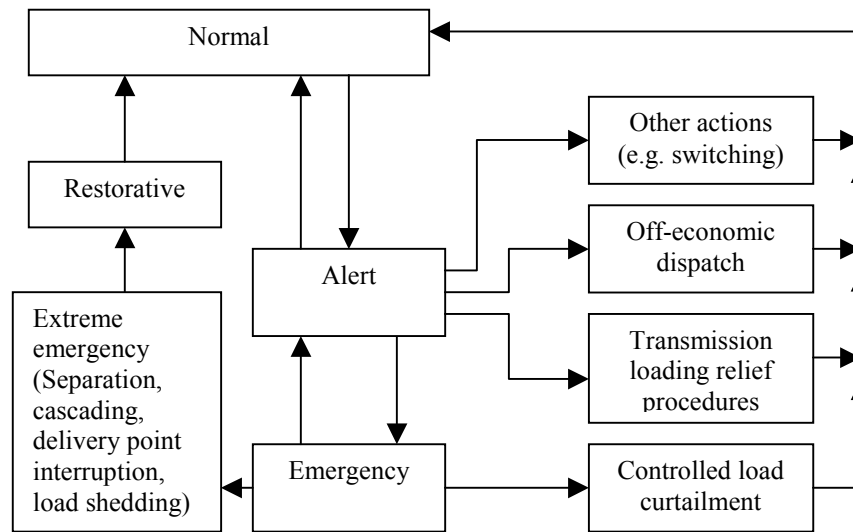 Normal
Other actions
(e.g. switching)
Restorative
Off-economic
dispatch
Alert
Extreme
emergency
(Separation,
cascading,
delivery point
interruption,
load shedding)
Transmission
loading relief
procedures
Emergency
Controlled load
curtailment